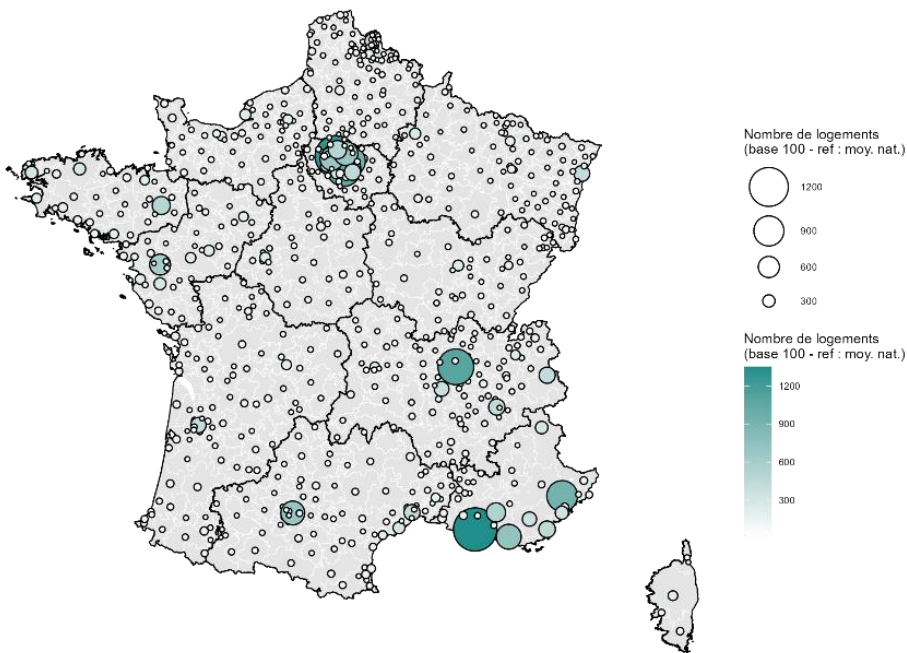 Nombre de logements
(base 100 - ref : moy. nat.)
1200
900
600
300
Nombre de logements
(base 100 - ref : moy. nat.)
1200
900
600
300